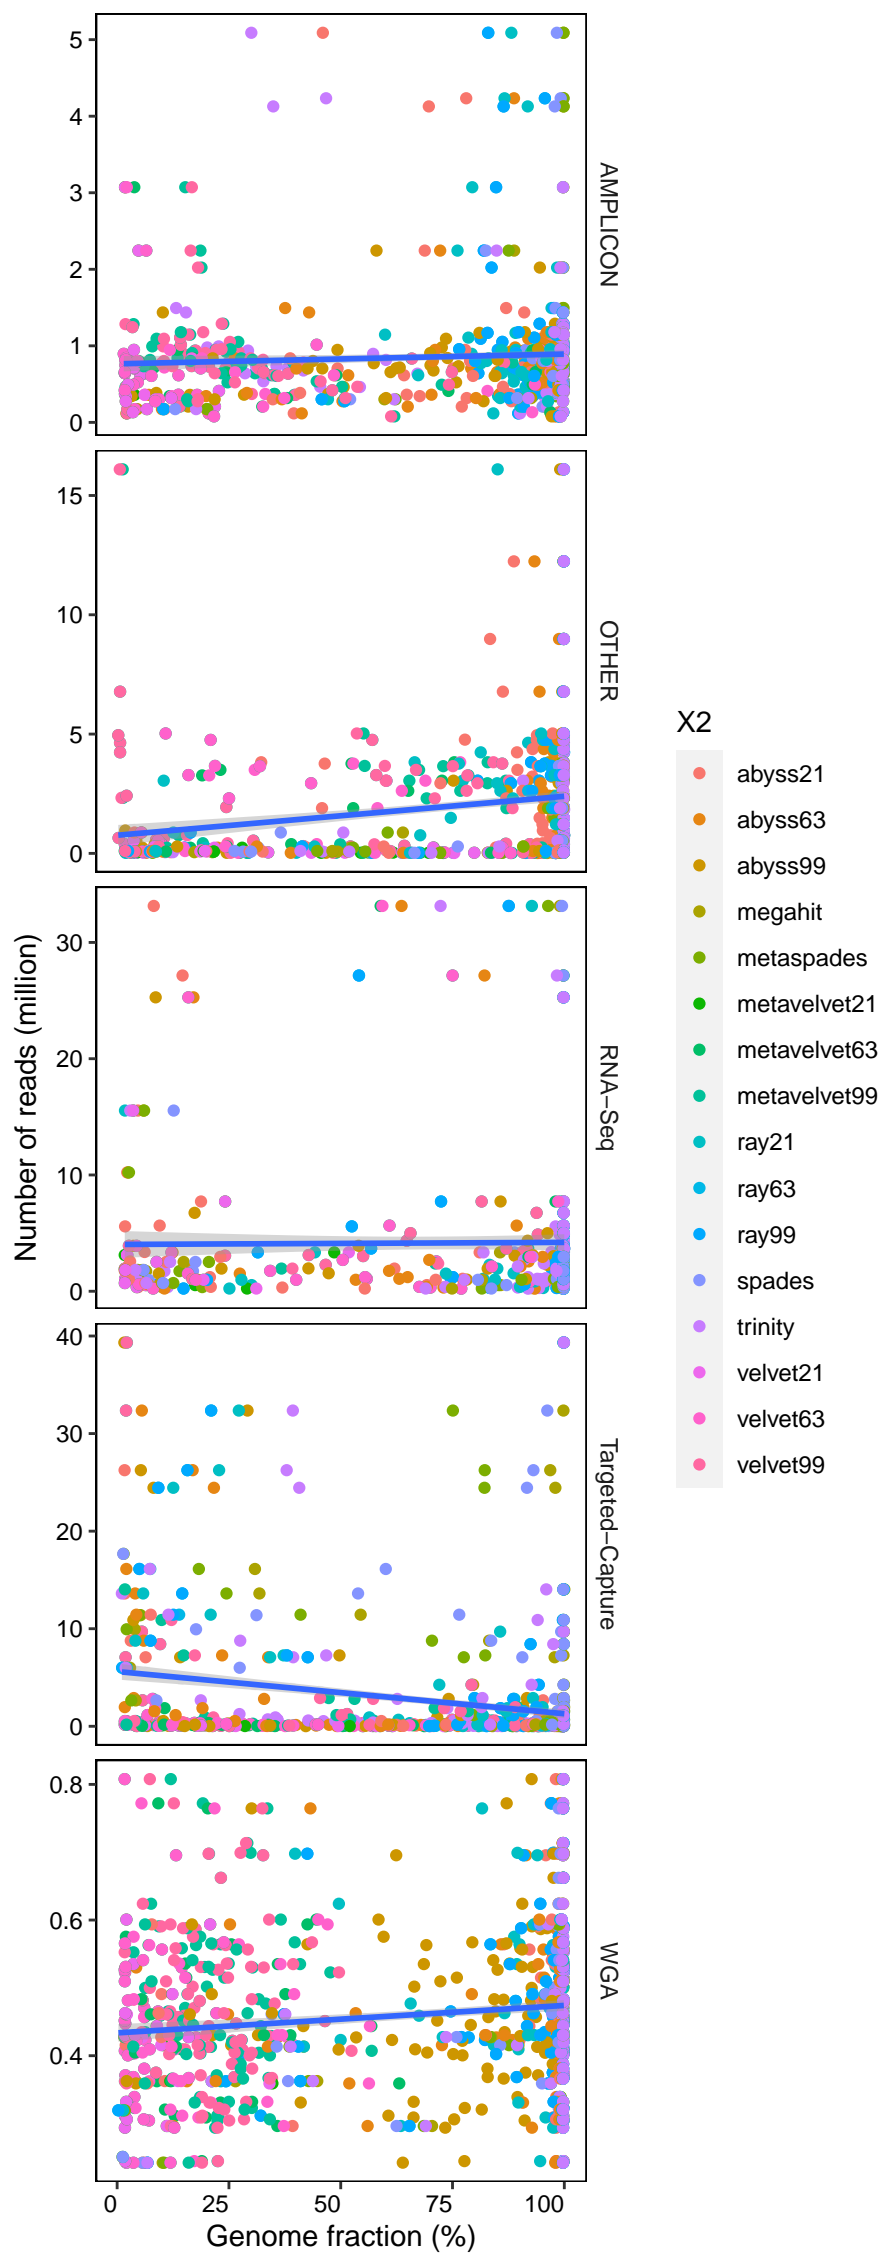 5
4
3
2
1
0
AMPLICON
15
10
5
0
OTHER
30
20
10
0
RNA−Seq
40
30
20
10
0
Targeted−Capture
0.8
0.6
0.4
WGA
0
25
50
75
100
Genome fraction (%)
Number of reads (million)
X2
abyss21
abyss63
abyss99
megahit
metaspades
metavelvet21
metavelvet63
metavelvet99
ray21
ray63
ray99
spades
trinity
velvet21
velvet63
velvet99